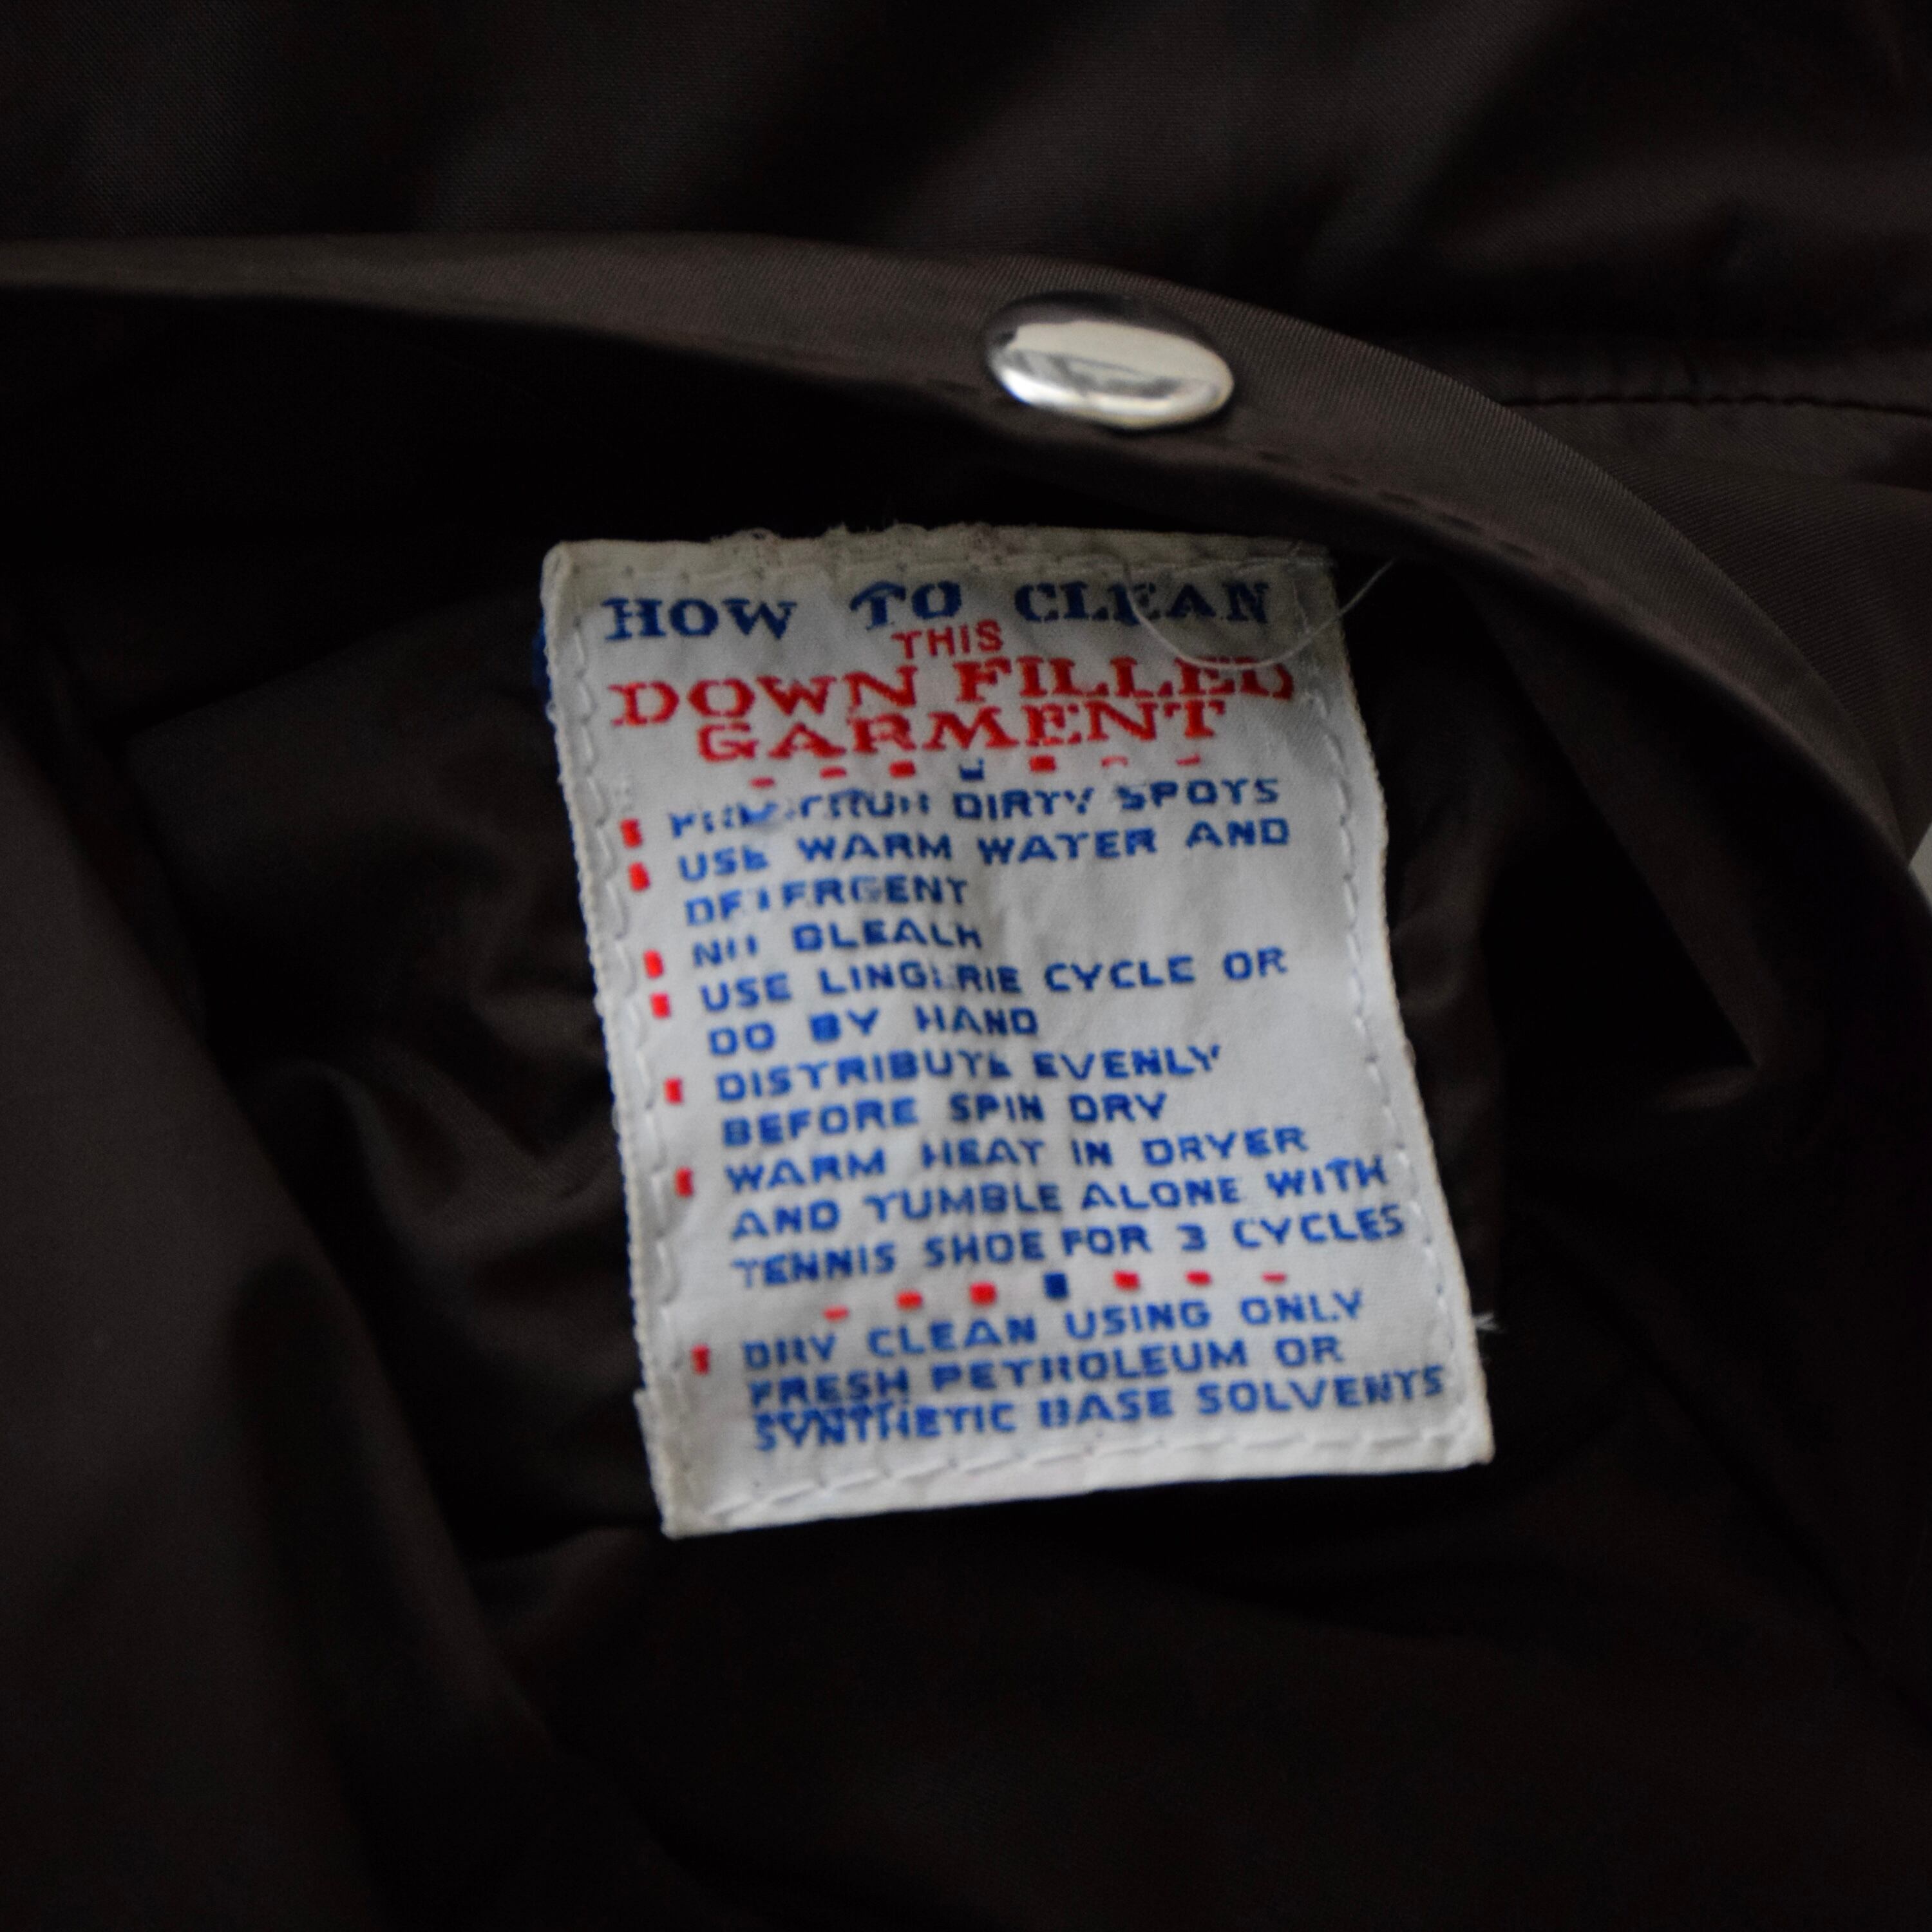 HOW TO CLEAN
THIS
DOWN FILLED
GARMENT
DIRTY SPOTS
USE WARM WATER AND
DETERGENT
NO BLEACH
USE LINGERIE CYCLE OR
DO BY HAND
DISTRIBUTE EVENLY
BEFORE SPIN DRY
WARM HEAT IN DRYER
AND TUMBLE ALONE WITH
TENNIS SHOE FOR 3 CYCLES
DRY CLEAN USING ONLY
FRESH PETROLEUM OR
SYNTHETIC BASE SOLVENTS